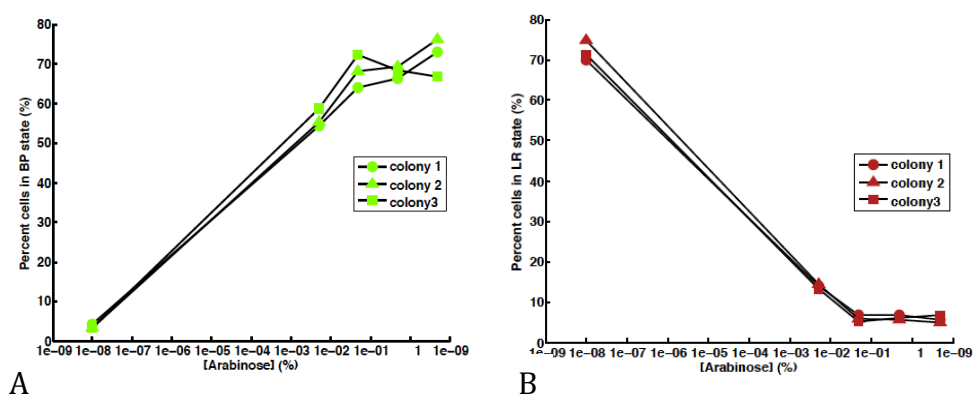 80
70
60
50
40
30
20
10
0
Percent cells in BP state (%)
colony 1
colony 2
colony3
1e−09 1e−08 1e−07 1e−06 1e−05 1e−04 1e−03 1e−02 1e−01 1 1e−09
[Arabinose] (%)
A
80
70
60
50
40
30
20
10
0
Percent cells in LR state (%)
colony 1
colony 2
colony3
1e−09 1e−08 1e−07 1e−06 1e−05 1e−04 1e−03 1e−02 1e−01 1 1e−09
[Arabinose] (%)
B